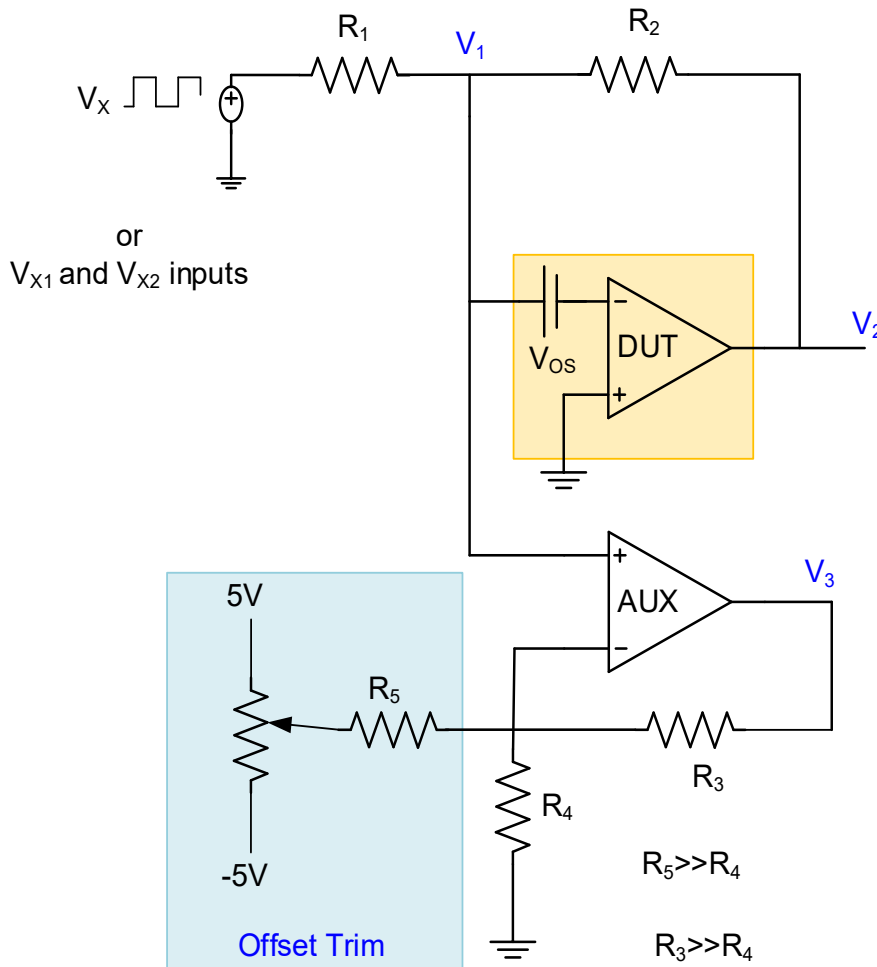 R1
V1
R2
VX
or
VX1 and VX2 inputs
VOS
DUT
V2
5V
AUX
V3
R5
R3
R4
-5V
R5>>R4
Offset Trim
R3>>R4